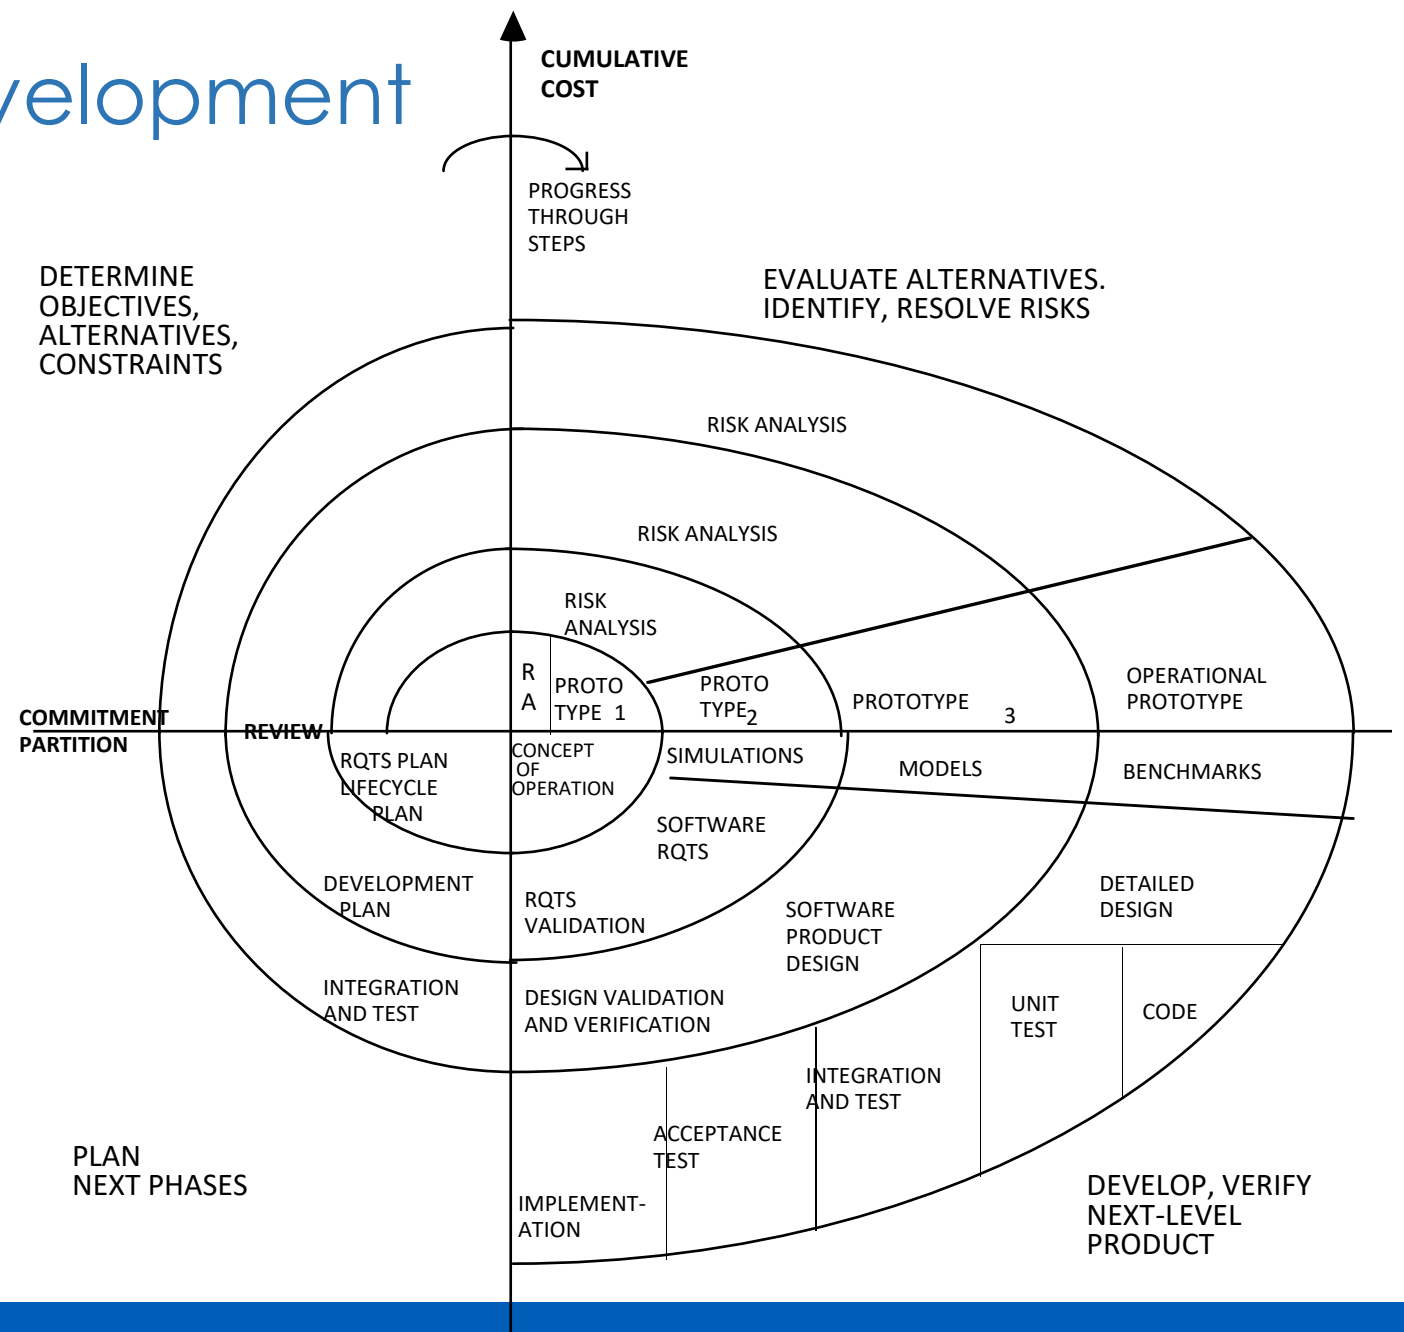 velopment
CUMULATIVE
COST
PROGRESS
THROUGH
STEPS
DETERMINE
OBJECTIVES,
ALTERNATIVES,
CONSTRAINTS
EVALUATE ALTERNATIVES.
IDENTIFY, RESOLVE RISKS
RISK ANALYSIS
RISK ANALYSIS
RISK
ANALYSIS
R
A
PROTO
TYPE 1
PROTO
TYPE 2
PROTOTYPE 3
OPERATIONAL
PROTOTYPE
COMMITMENT
PARTITION
REVIEW
RQTS PLAN
LIFECYCLE
PLAN
CONCEPT
OF
OPERATION
SIMULATIONS
MODELS
BENCHMARKS
SOFTWARE
RQTS
DEVELOPMENT
PLAN
RQTS
VALIDATION
SOFTWARE
PRODUCT
DESIGN
DETAILED
DESIGN
INTEGRATION
AND TEST
DESIGN VALIDATION
AND VERIFICATION
UNIT
TEST
CODE
INTEGRATION
AND TEST
ACCEPTANCE
TEST
IMPLEMENT-
ATION
PLAN
NEXT PHASES
DEVELOP, VERIFY
NEXT-LEVEL
PRODUCT